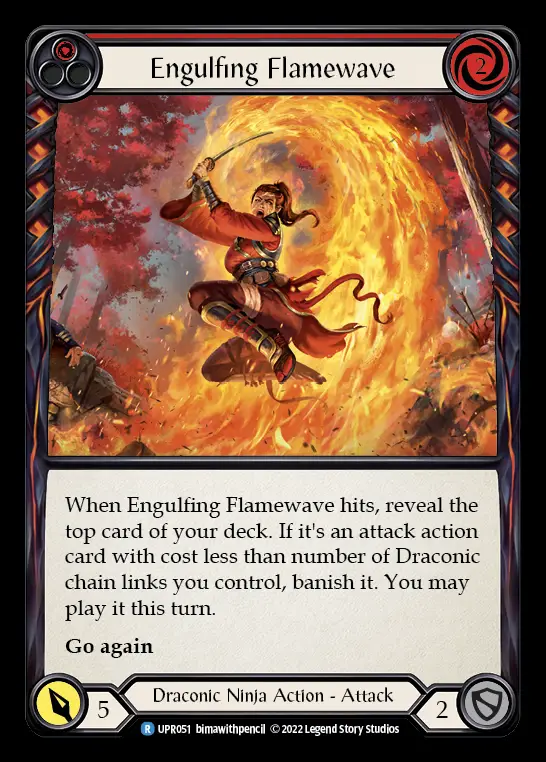 Engulfing Flamewave
2
When Engulfing Flamewave hits, reveal the
top card of your deck. If it's an attack action
card with cost less than number of Draconic
chain links you control, banish it. You may
play it this turn.
Go again
5
Draconic Ninja Action - Attack
2
R UPR051 bimawithpencil © 2022 Legend Story Studios